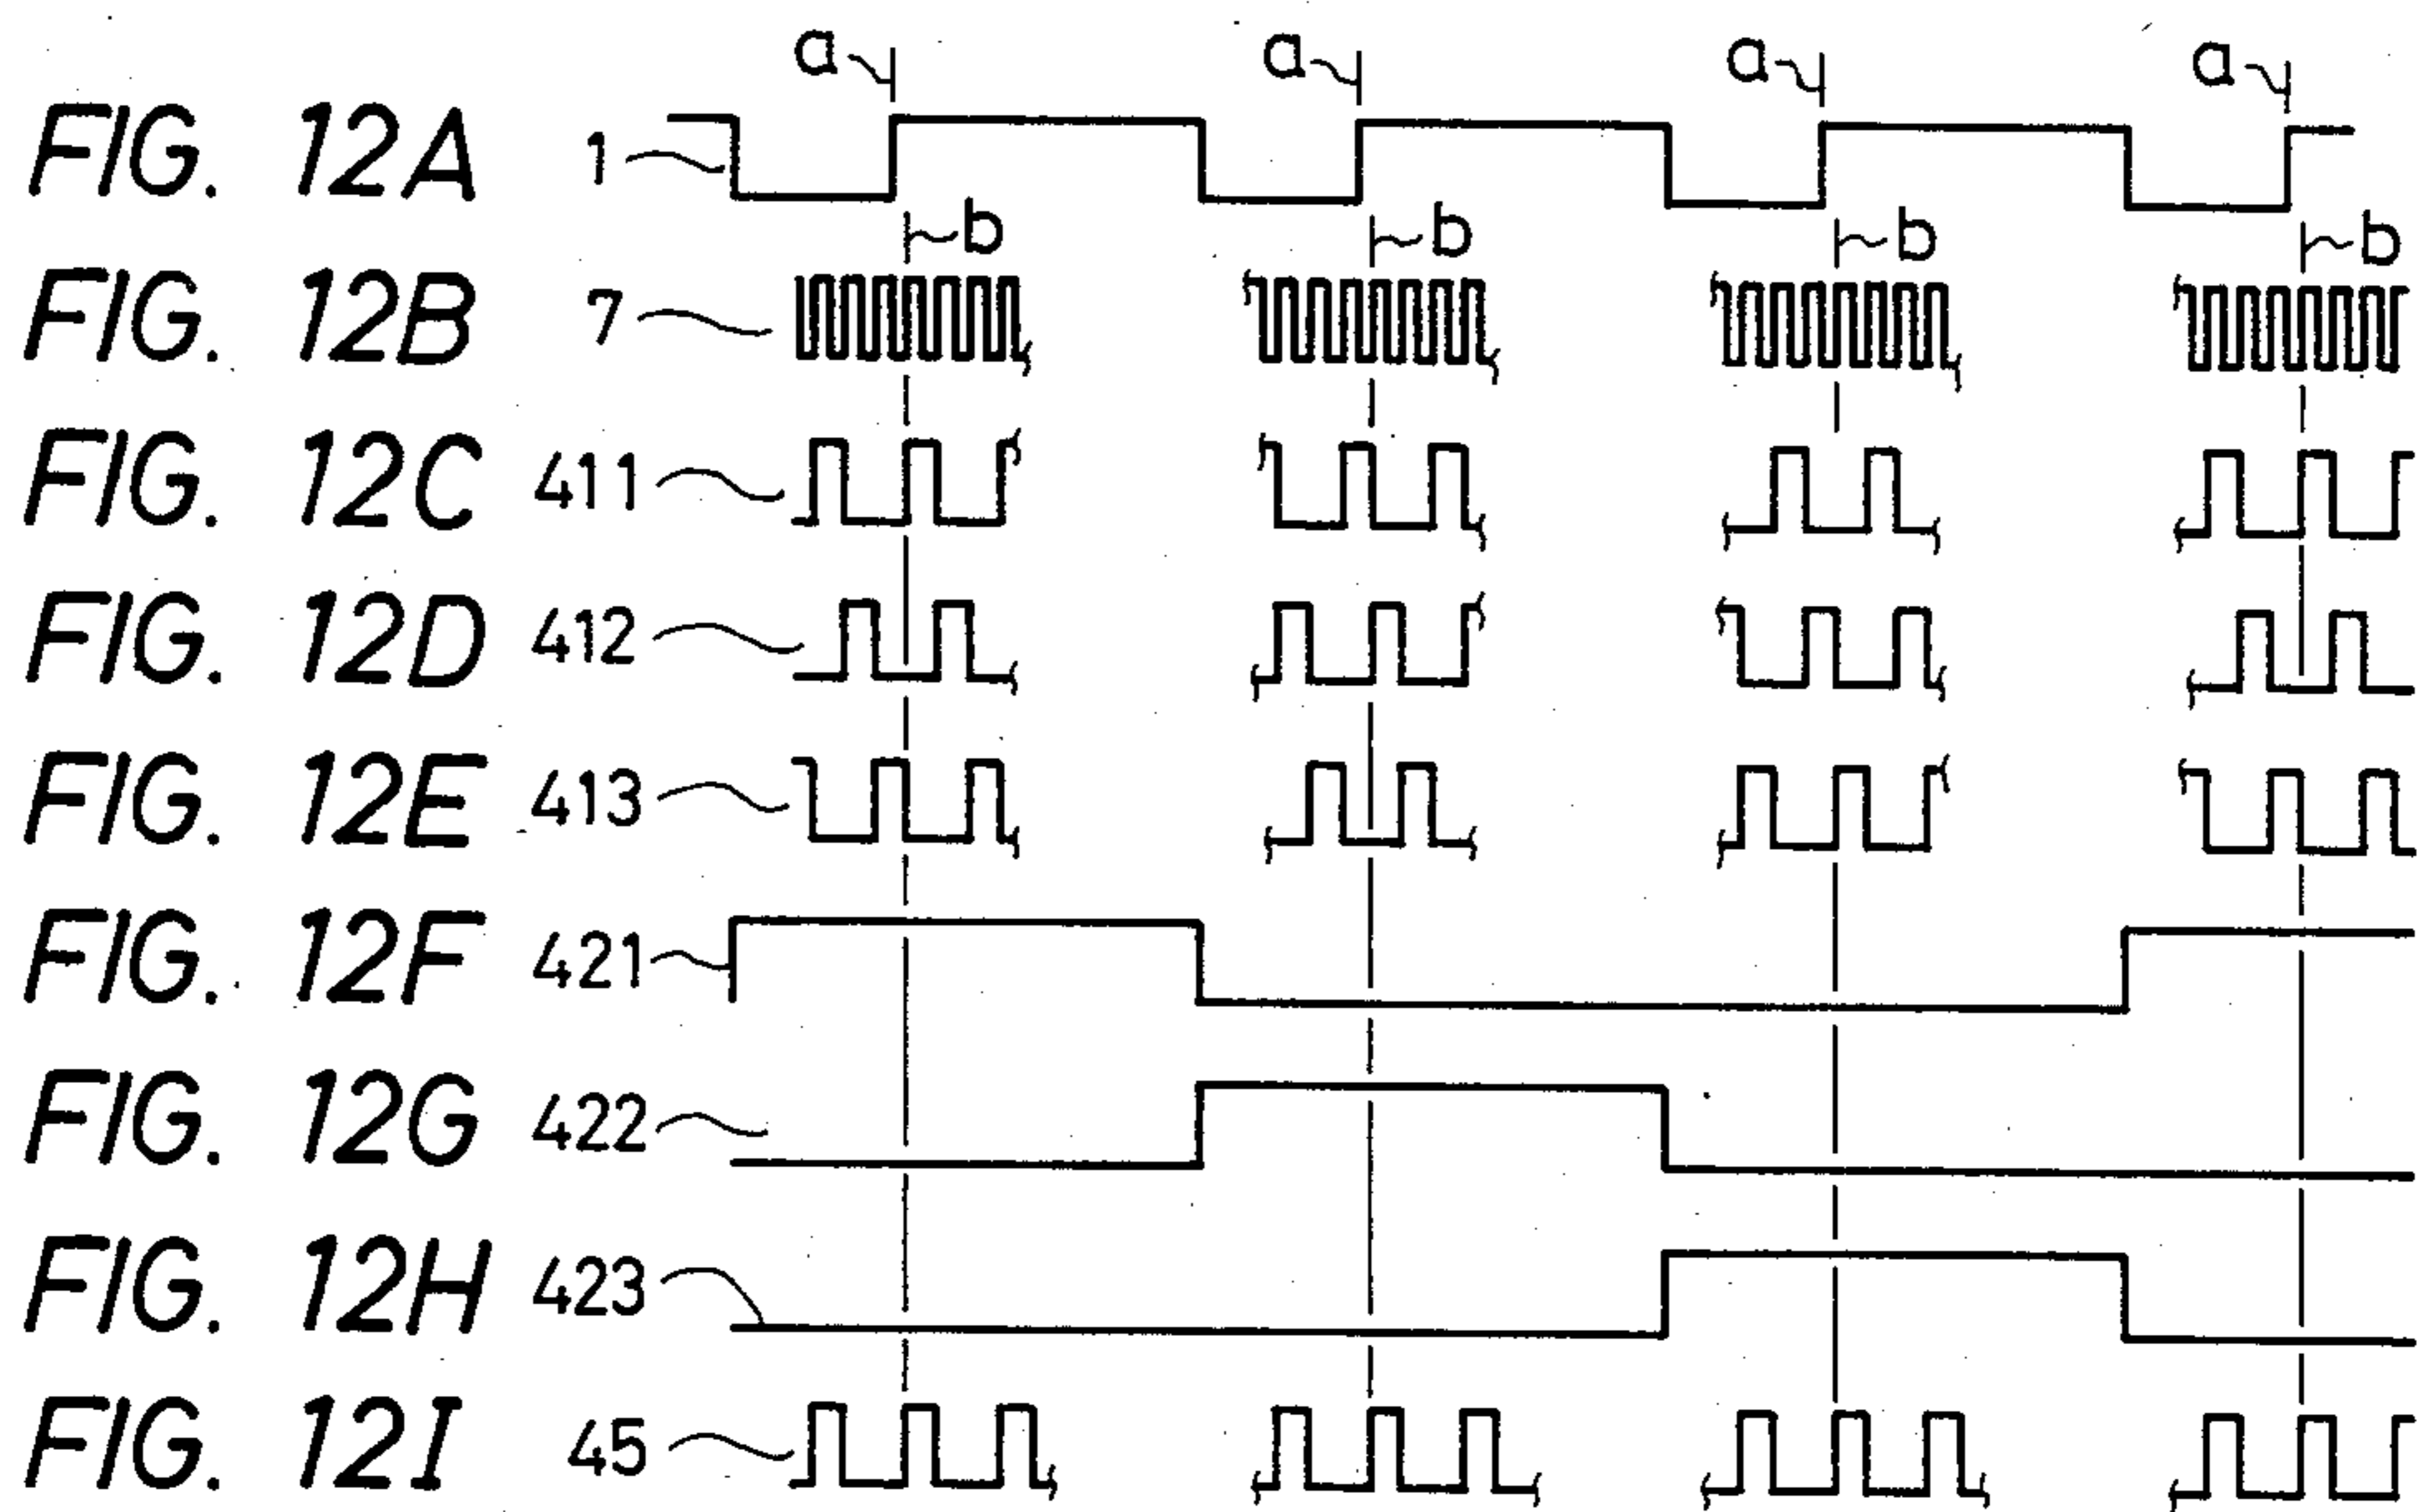 a a a a
FIG. 12A 1
b b b b
FIG. 12B 7
FIG. 12C 411
FIG. 12D 412
FIG. 12E 413
FIG. 12F 421
FIG. 12G 422
FIG. 12H 423
FIG. 12I 45